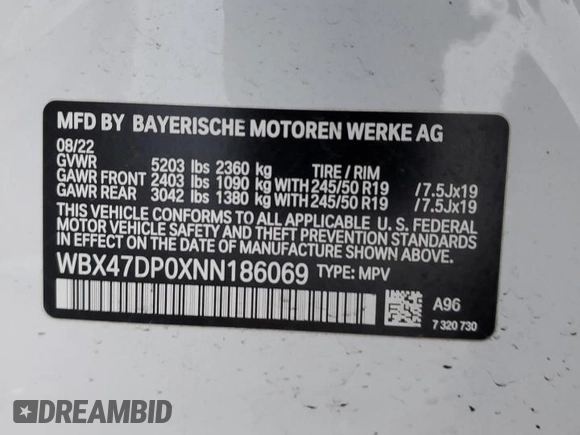 MFD BY BAYERISCHE MOTOREN WERKE AG
08/22
GVWR 5203 lbs 2360 kg TIRE / RIM
GAWR FRONT 2403 lbs 1090 kg WITH 245/50 R19 / 7.5Jx19
GAWR REAR 3042 lbs 1380 kg WITH 245/50 R19 / 7.5Jx19
THIS VEHICLE CONFORMS TO ALL APPLICABLE U. S. FEDERAL
MOTOR VEHICLE SAFETY, BUMPER, AND THEFT PREVENTION
STANDARDS IN EFFECT ON THE DATE OF MANUFACTURE SHOWN ABOVE.
WBX47DP0XNN186069 TYPE: MPV
A96
7 320 730
DREAMBID